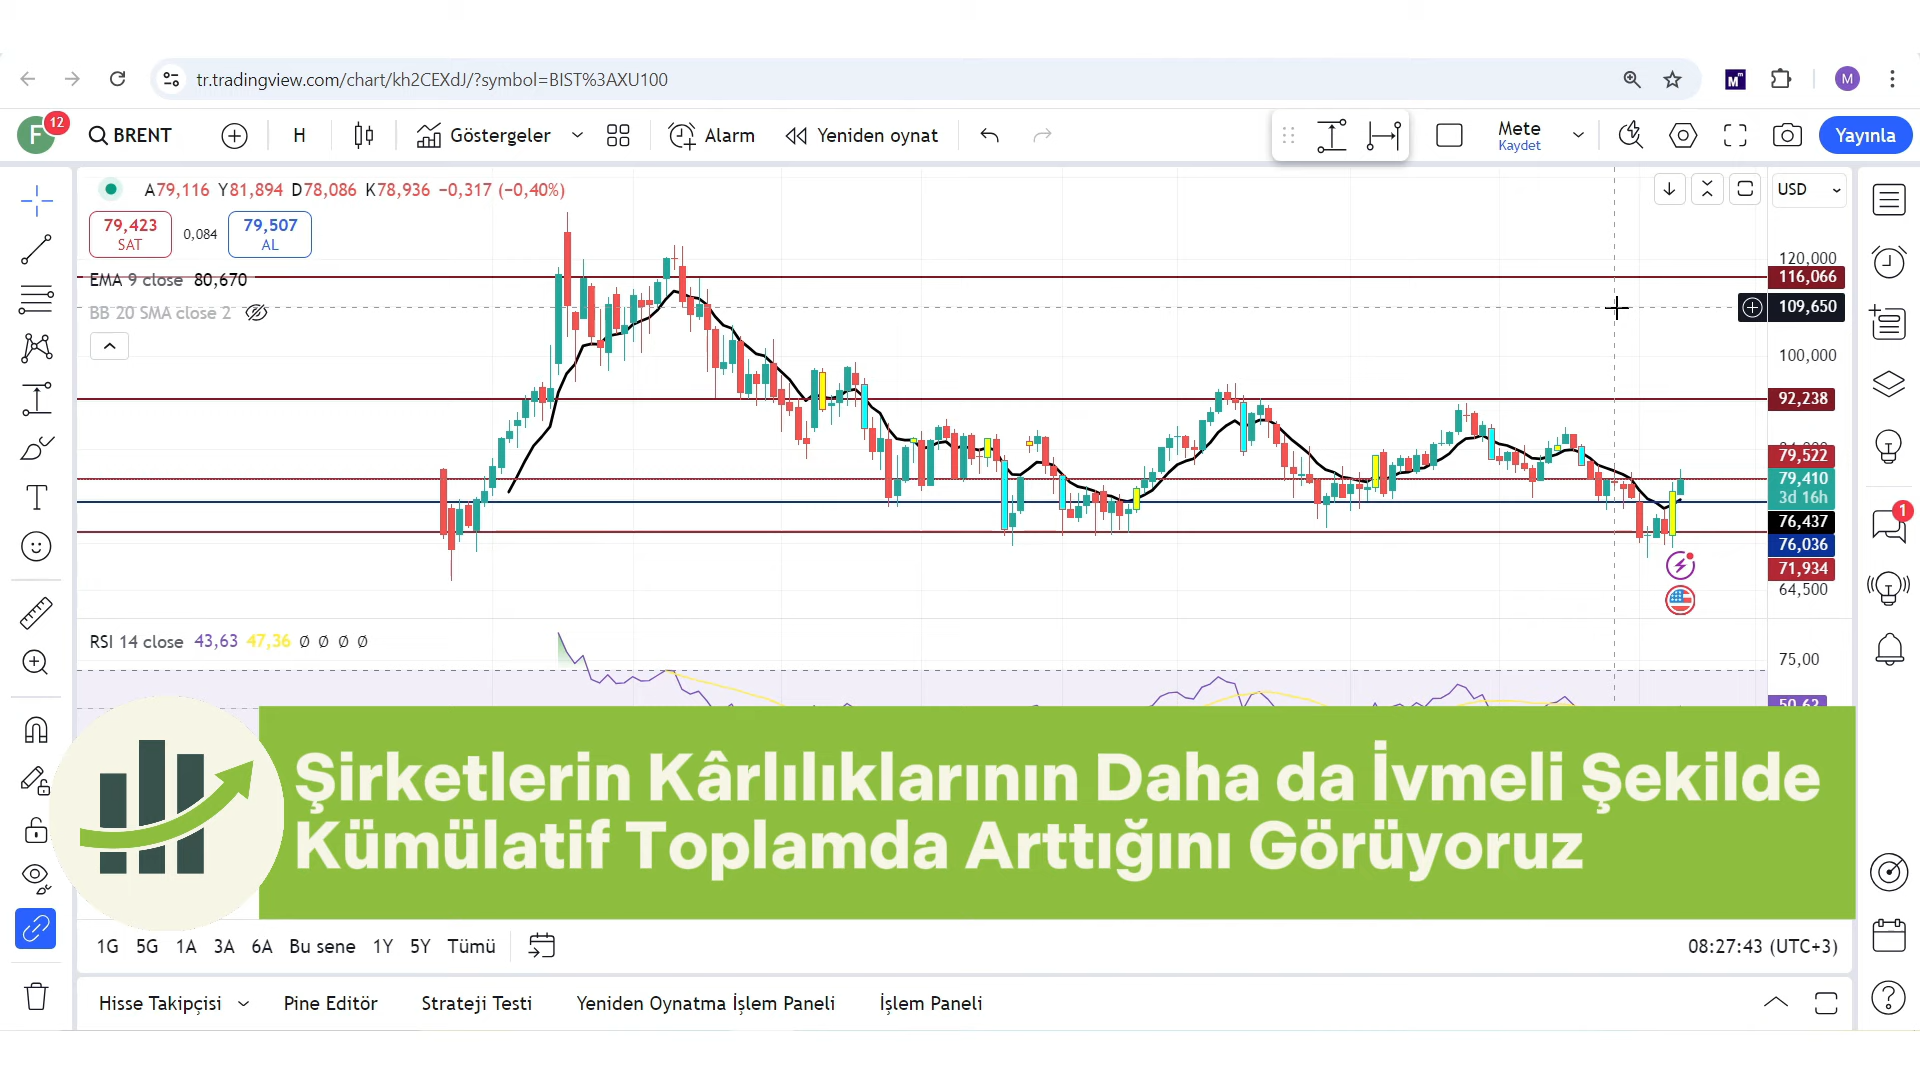 tr.tradingview.com/chart/kh2CEXdJ/?symbol=BIST%3AXU100
M
M
F
12
BRENT
H
Göstergeler
Alarm
Yeniden oynat
Mete
Kaydet
Yayınla
A79,116 Y81,894 D78,086 K78,936 −0,317 (−0,40%)
USD
79,423
SAT
0,084
79,507
AL
EMA 9 close 80,670
BB 20 SMA close 2
120,000
116,066
109,650
100,000
92,238
79,522
79,410
3d 16h
76,437
76,036
71,934
64,500
1
RSI 14 close 43,63 47,36 Ø Ø Ø Ø
75,00
Şirketlerin Kârlılıklarının Daha da İvmeli Şekilde
Kümülatif Toplamda Arttığını Görüyoruz
1G 5G 1A 3A 6A Bu sene 1Y 5Y Tümü
08:27:43 (UTC+3)
Hisse Takipçisi
Pine Editör
Strateji Testi
Yeniden Oynatma İşlem Paneli
İşlem Paneli